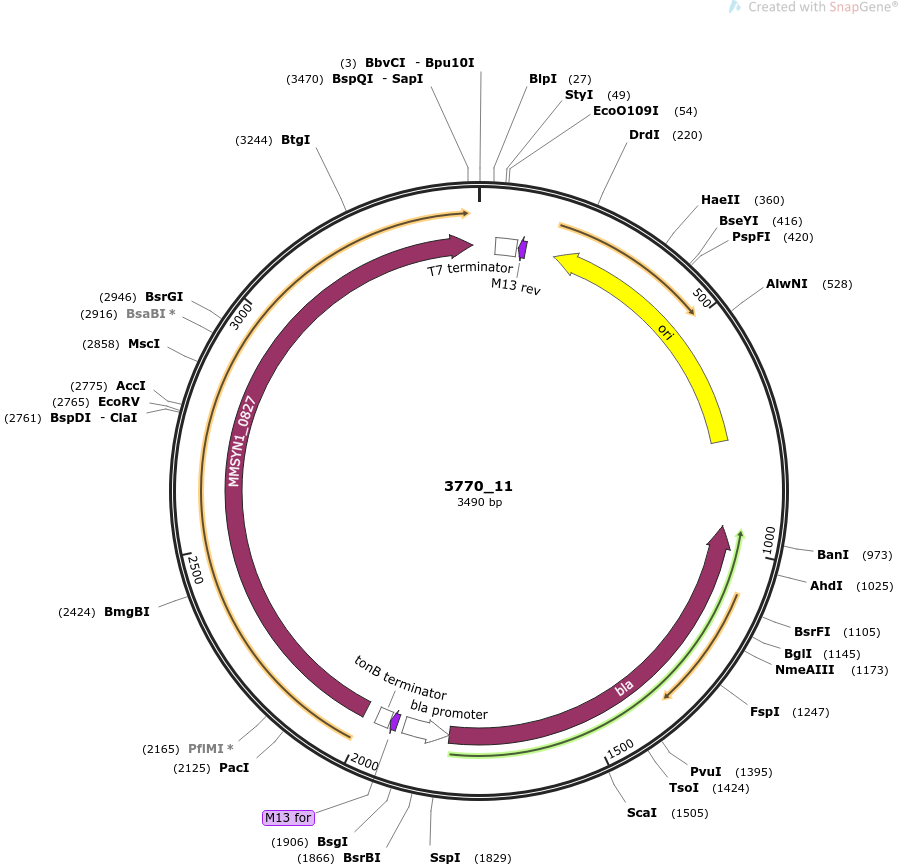 Created with SnapGene®
(3) BbvCI - Bpu10I
(3470) BspQI - SapI
(3244) BtgI
BlpI (27)
StyI (49)
EcoO109I (54)
DrdI (220)
HaeII (360)
BseYI (416)
PspFI (420)
AlwNI (528)
(2946) BsrGI
(2916) BsaBI *
(2858) MscI
(2775) AccI
(2765) EcoRV
(2761) BspDI - ClaI
(2424) BmgBI
(2165) PflMI *
(2125) PacI
M13 for
(1906) BsgI
(1866) BsrBI
SspI (1829)
BanI (973)
AhdI (1025)
BsrFI (1105)
BglI (1145)
NmeAIII (1173)
FspI (1247)
PvuI (1395)
TsoI (1424)
ScaI (1505)
T7 terminator
M13 rev
ori
500
1000
1500
2000
2500
3000
MMSYN1_0827
3770_11
3490 bp
tonB terminator
bla promoter
bla